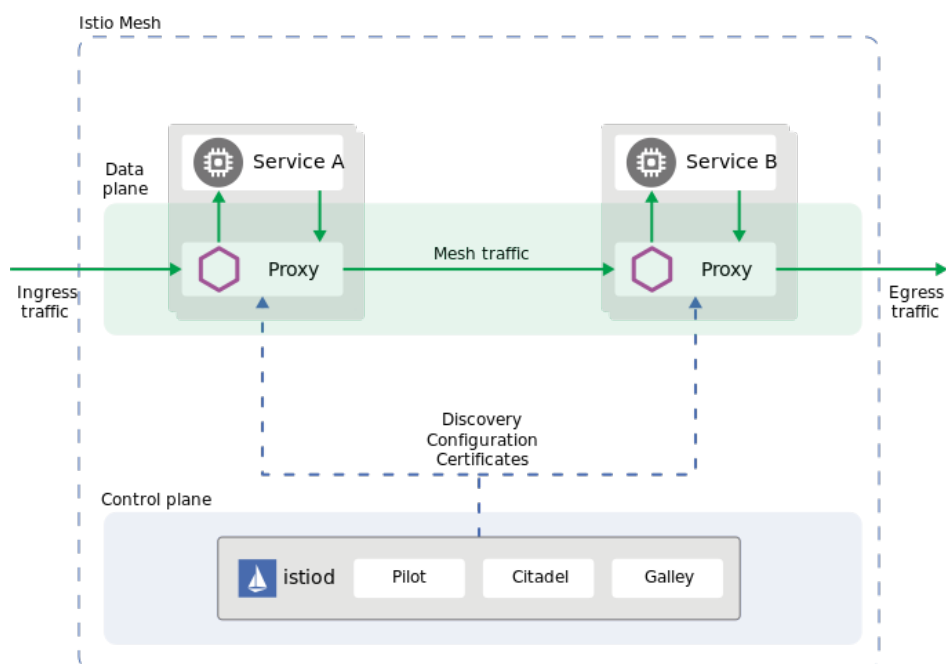 Istio Mesh
Data
plane
Service A
Service B
Proxy
Mesh traffic
Proxy
Ingress
traffic
Egress
traffic
Discovery
Configuration
Certificates
Control plane
istiod
Pilot
Citadel
Galley